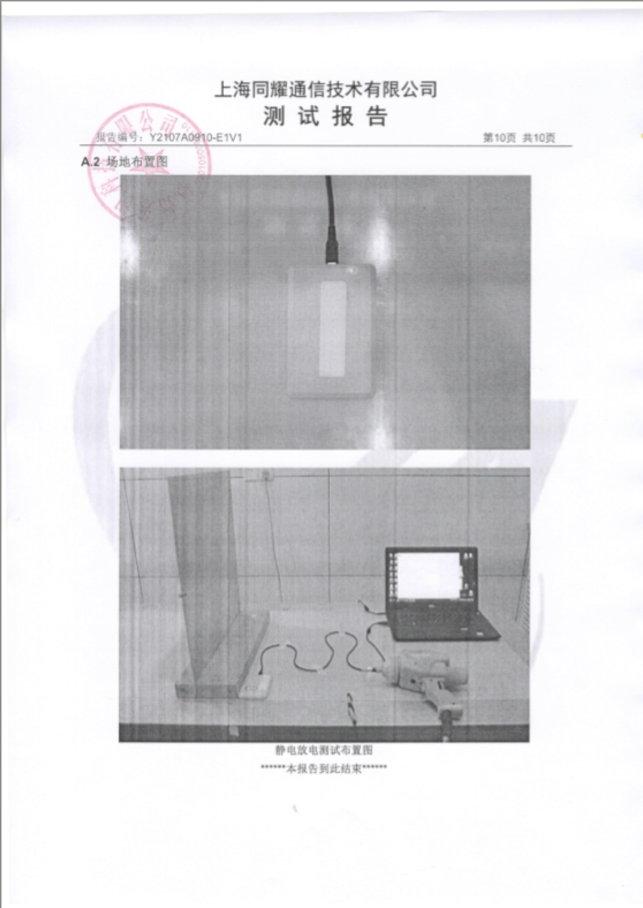 上海同耀通信技术有限公司
测 试 报 告
报告编号：Y2107A0910-E1V1
第10页 共10页
A.2 场地布置图
静电放电测试布置图
******本报告到此结束******